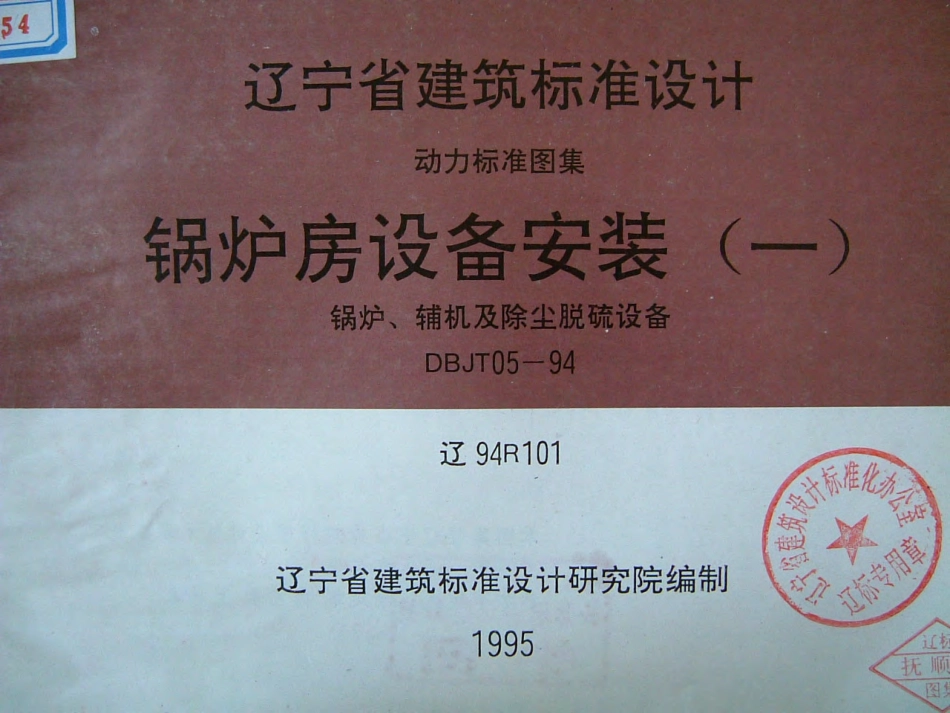 54
辽宁省建筑标准设计
动力标准图集
锅炉房设备安装（一）
锅炉、辅机及除尘脱硫设备
DBJT05－94
辽 94R101
辽宁省建筑设计标准化办公室
辽标专用章
辽宁省建筑标准设计研究院编制
1995
辽标
抚顺
图集